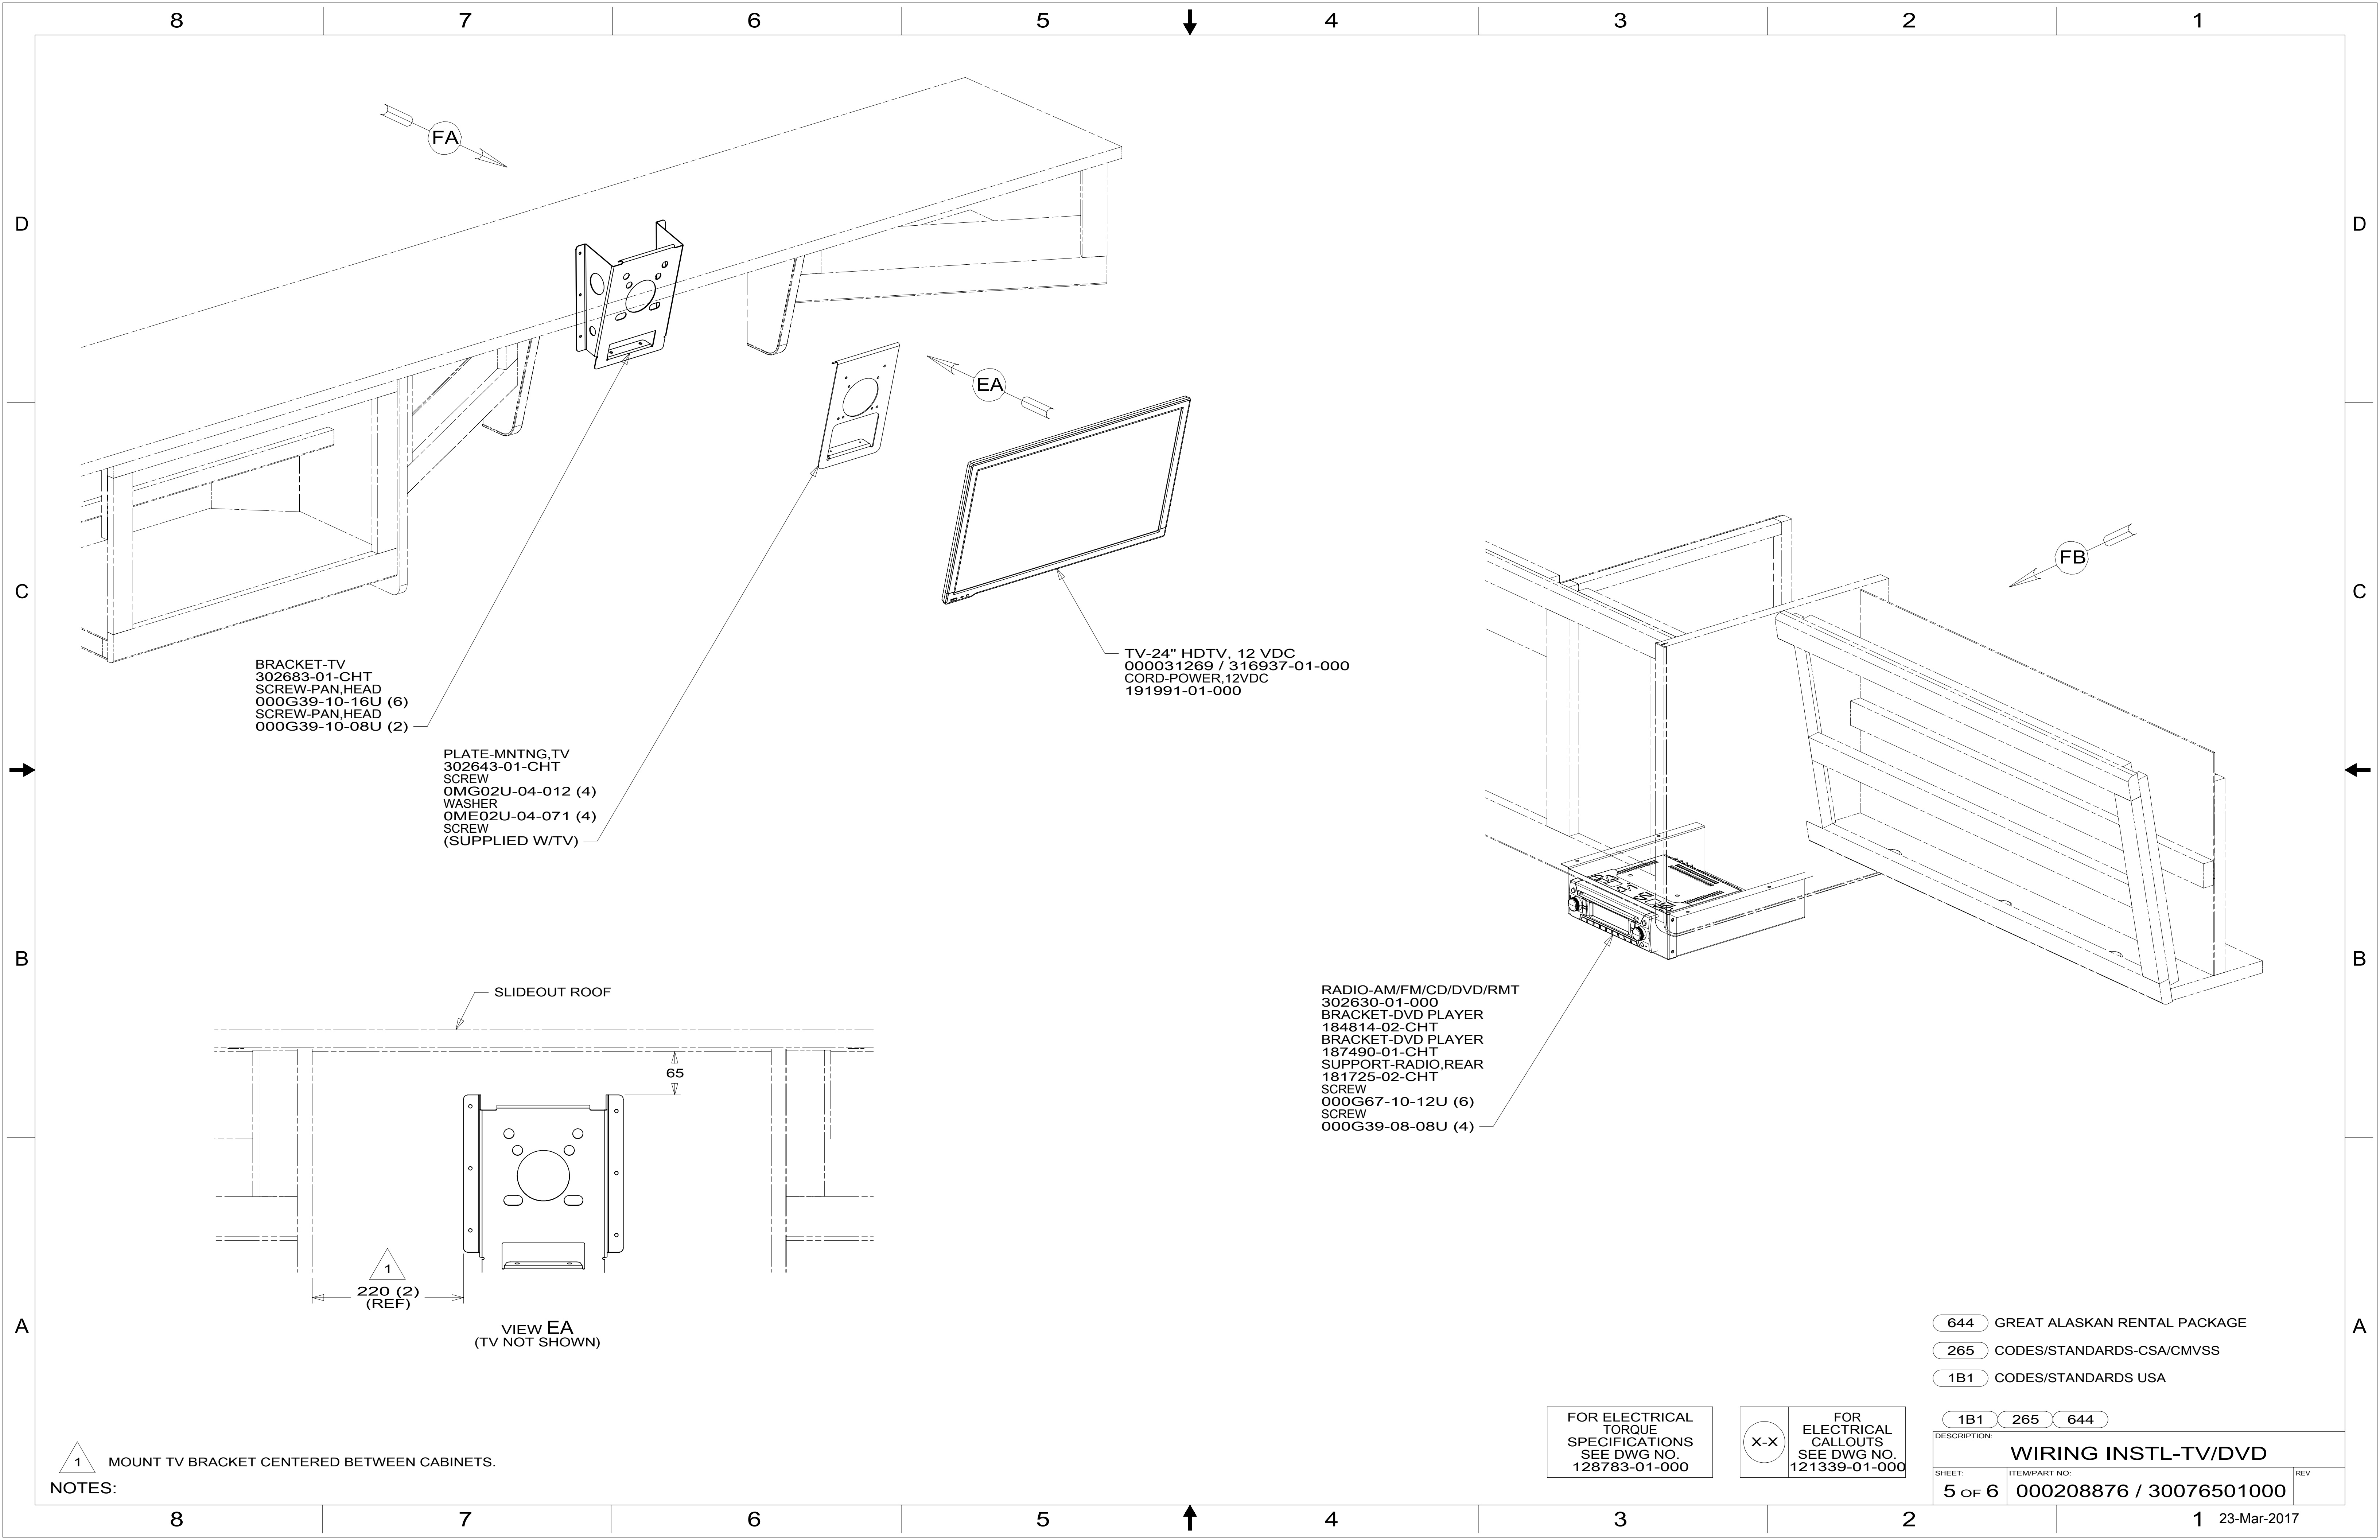 8 7 6 5 4 3 2 1
D
D
C
C
B
B
A
A
FA
EA
FB
BRACKET-TV
302683-01-CHT
SCREW-PAN,HEAD
000G39-10-16U (6)
SCREW-PAN,HEAD
000G39-10-08U (2)
PLATE-MNTNG,TV
302643-01-CHT
SCREW
0MG02U-04-012 (4)
WASHER
0ME02U-04-071 (4)
SCREW
(SUPPLIED W/TV)
TV-24" HDTV, 12 VDC
000031269 / 316937-01-000
CORD-POWER,12VDC
191991-01-000
RADIO-AM/FM/CD/DVD/RMT
302630-01-000
BRACKET-DVD PLAYER
184814-02-CHT
BRACKET-DVD PLAYER
187490-01-CHT
SUPPORT-RADIO,REAR
181725-02-CHT
SCREW
000G67-10-12U (6)
SCREW
000G39-08-08U (4)
SLIDEOUT ROOF
65
1
220 (2)
(REF)
VIEW EA
(TV NOT SHOWN)
644 GREAT ALASKAN RENTAL PACKAGE
265 CODES/STANDARDS-CSA/CMVSS
1B1 CODES/STANDARDS USA
FOR ELECTRICAL
TORQUE
SPECIFICATIONS
SEE DWG NO.
128783-01-000
X-X
FOR
ELECTRICAL
CALLOUTS
SEE DWG NO.
121339-01-000
1B1 265 644
DESCRIPTION:
WIRING INSTL-TV/DVD
SHEET:
5 OF 6
ITEM/PART NO:
000208876 / 30076501000
REV
1 MOUNT TV BRACKET CENTERED BETWEEN CABINETS.
NOTES:
8 7 6 5 4 3 2 1
23-Mar-2017